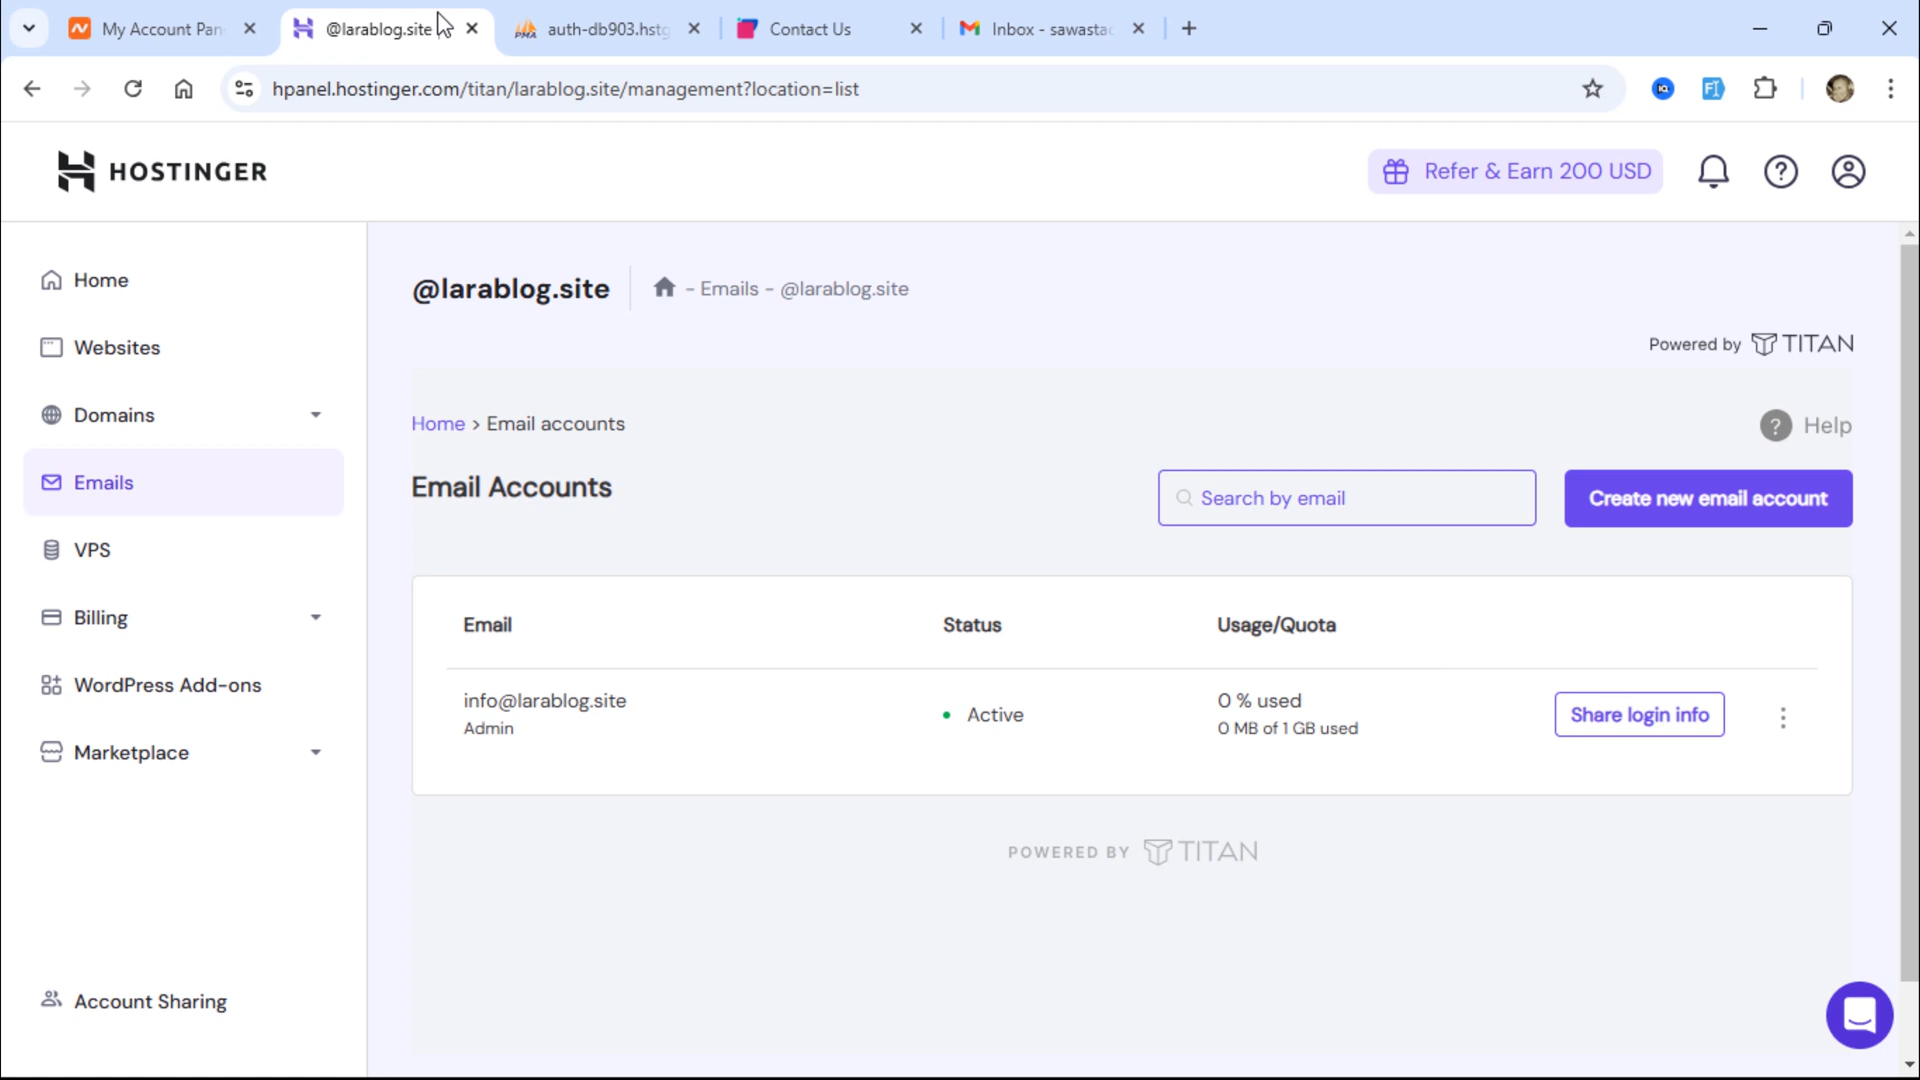 My Account Pan
@larablog.site
auth-db903.hstg
Contact Us
Inbox - sawastac
hpanel.hostinger.com/titan/larablog.site/management?location=list
HOSTINGER
Refer & Earn 200 USD
Home
Websites
Domains
Emails
VPS
Billing
WordPress Add-ons
Marketplace
Account Sharing
@larablog.site
- Emails - @larablog.site
Powered by TITAN
Home > Email accounts
Help
Email Accounts
Search by email
Create new email account
Email Status Usage/Quota
info@larablog.site
Admin
Active
0 % used
0 MB of 1 GB used
Share login info
POWERED BY TITAN